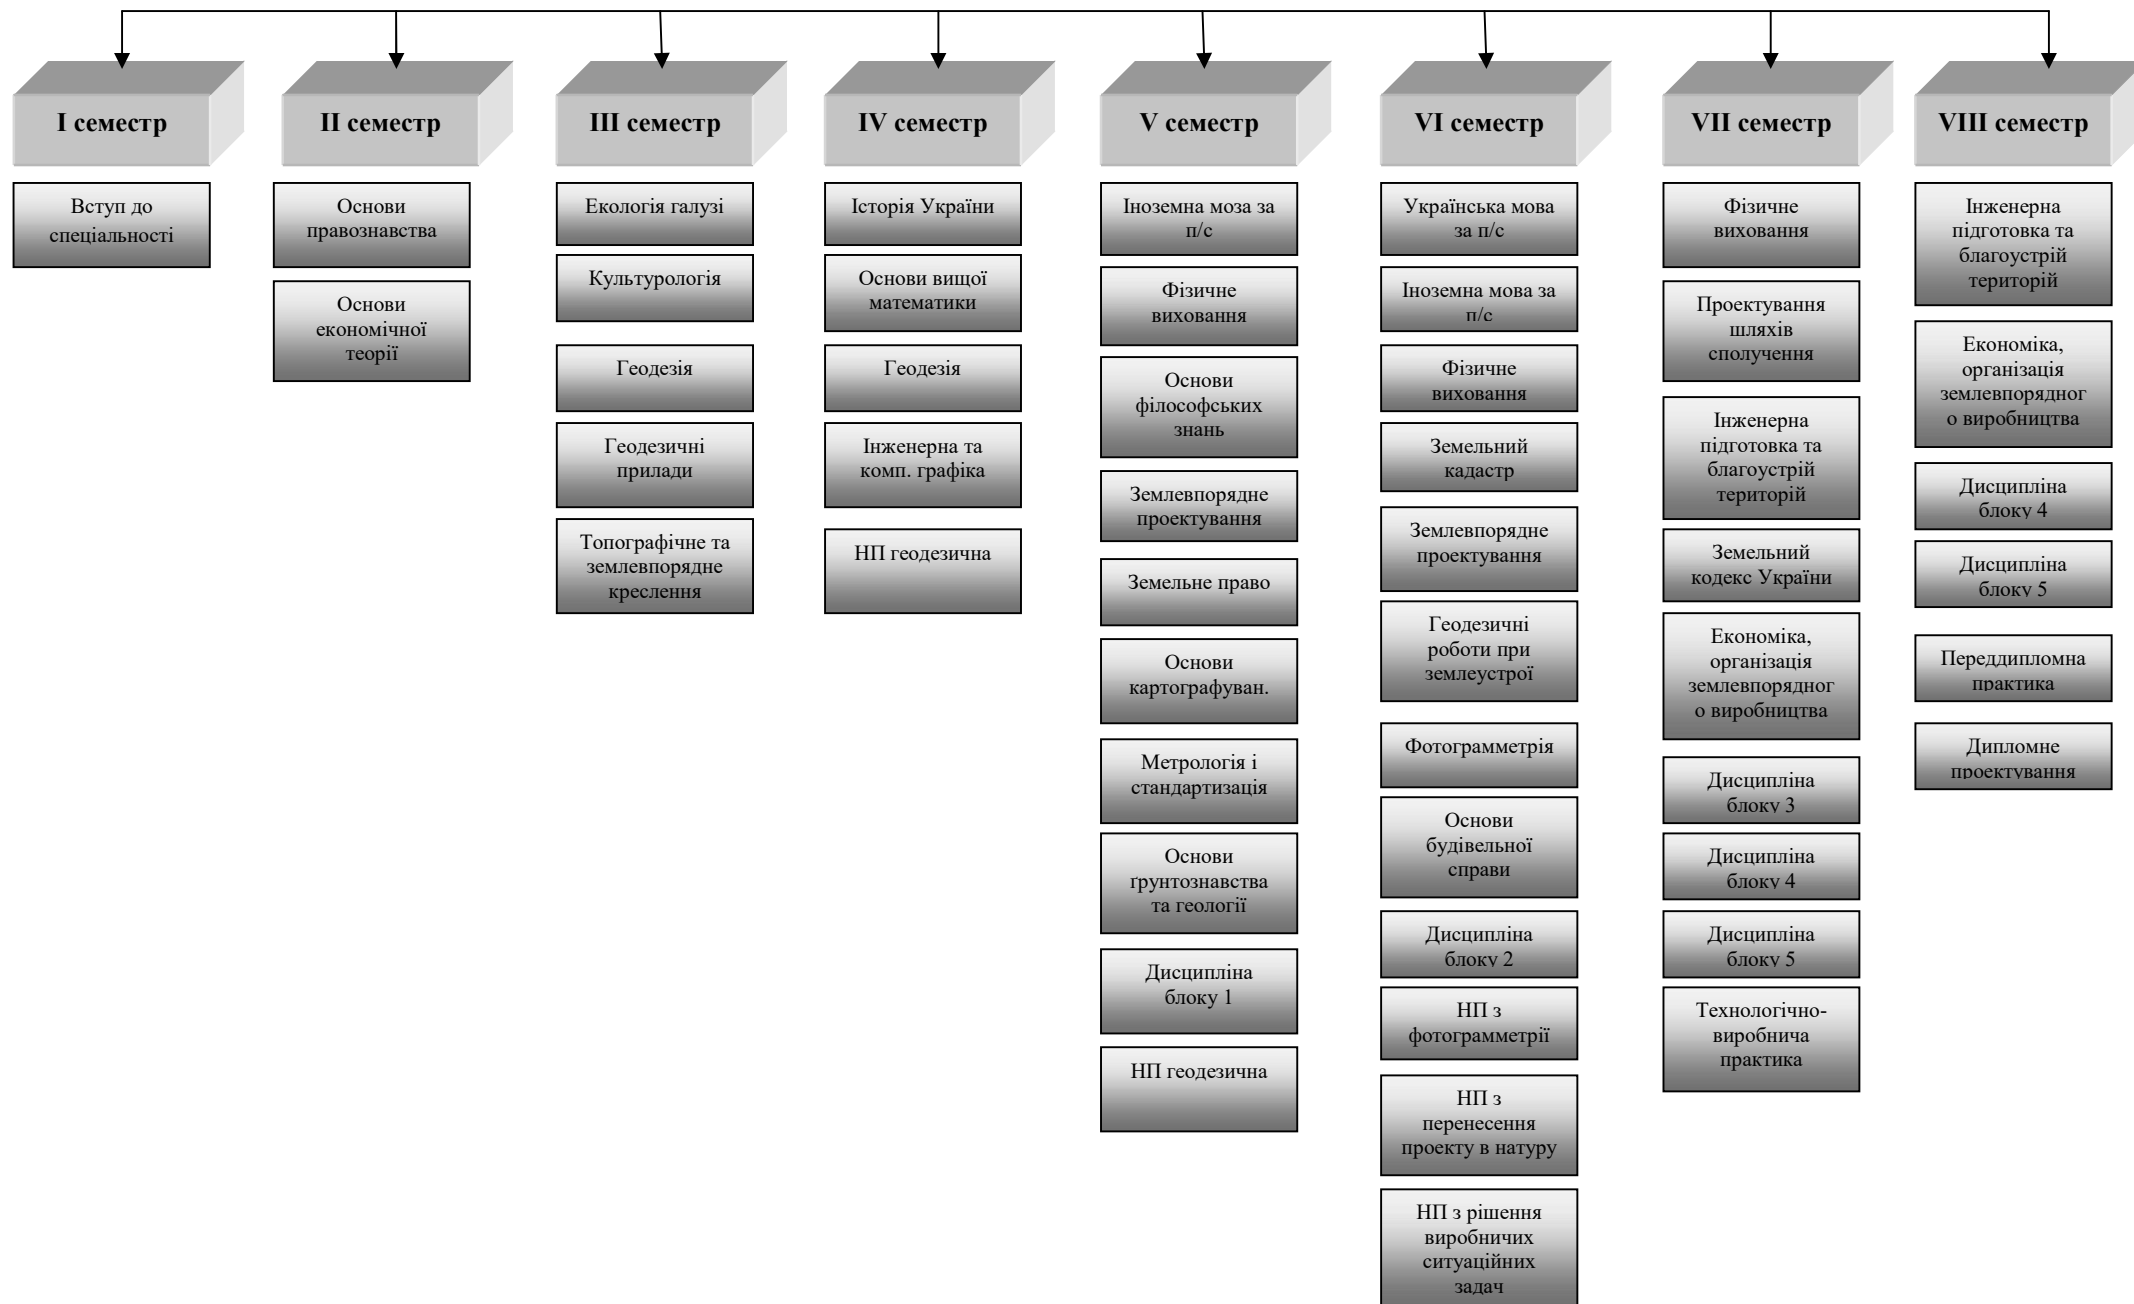 I семестр
II семестр
III семестр
IV семестр
V семестр
VI семестр
VII семестр
VIII семестр
Вступ до
спеціальності
Основи
правознавства
Основи
економічної
теорії
Екологія галузі
Культурологія
Геодезія
Геодезичні
прилади
Топографічне та
землевпорядне
креслення
Історія України
Основи вищої
математики
Геодезія
Інженерна та
комп. графіка
НП геодезична
Іноземна моза за
п/с
Фізичне
виховання
Основи
філософських
знань
Землевпорядне
проектування
Земельне право
Основи
картографуван.
Метрологія і
стандартизація
Основи
ґрунтознавства
та геології
Дисципліна
блоку 1
НП геодезична
Українська мова
за п/с
Іноземна мова за
п/с
Фізичне
виховання
Земельний
кадастр
Землевпорядне
проектування
Геодезичні
роботи при
землеустрої
Фотограмметрія
Основи
будівельної
справи
Дисципліна
блоку 2
НП з
фотограмметрії
НП з
перенесення
проекту в натуру
НП з рішення
виробничих
ситуаційних
задач
Фізичне
виховання
Проектування
шляхів
сполучення
Інженерна
підготовка та
благоустрій
територій
Земельний
кодекс України
Економіка,
організація
землевпорядног
о виробництва
Дисципліна
блоку 3
Дисципліна
блоку 4
Дисципліна
блоку 5
Технологічно-
виробнича
практика
Інженерна
підготовка та
благоустрій
територій
Економіка,
організація
землевпорядног
о виробництва
Дисципліна
блоку 4
Дисципліна
блоку 5
Переддипломна
практика
Дипломне
проектування